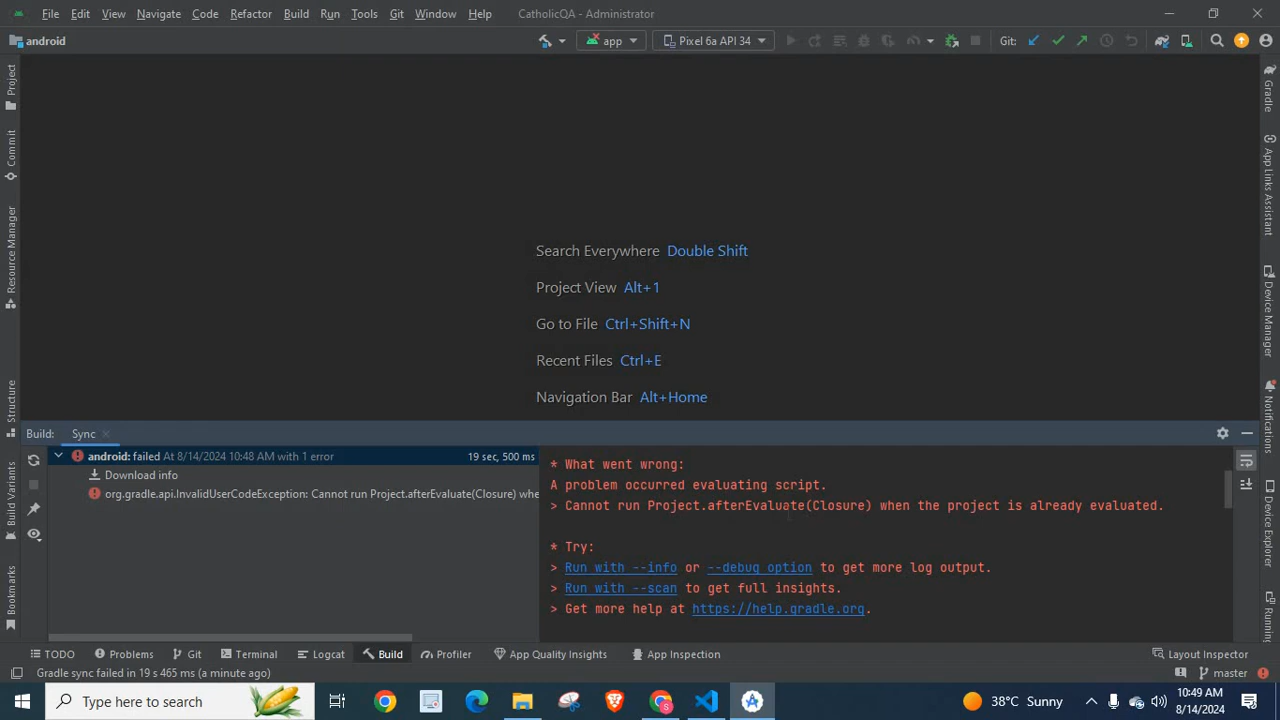 File Edit View Navigate Code Refactor Build Run Tools Git Window Help CatholicQA - Administrator
android app Pixel 6a API 34 Git:
Project
Commit
Resource Manager
Structure
Build Variants
Bookmarks
Search Everywhere Double Shift
Project View Alt+1
Go to File Ctrl+Shift+N
Recent Files Ctrl+E
Navigation Bar Alt+Home
Gradle
App Links Assistant
Device Manager
Notifications
Device Explorer
Running
Build: Sync
android: failed At 8/14/2024 10:48 AM with 1 error 19 sec, 500 ms
Download info
org.gradle.api.InvalidUserCodeException: Cannot run Project.afterEvaluate(Closure) whe
* What went wrong:
A problem occurred evaluating script.
> Cannot run Project.afterEvaluate(Closure) when the project is already evaluated.
* Try:
> Run with --info or --debug option to get more log output.
> Run with --scan to get full insights.
> Get more help at https://help.gradle.org.
TODO Problems Git Terminal Logcat Build Profiler App Quality Insights App Inspection Layout Inspector
Gradle sync failed in 19 s 465 ms (a minute ago) master
Type here to search 38°C Sunny 10:49 AM
8/14/2024